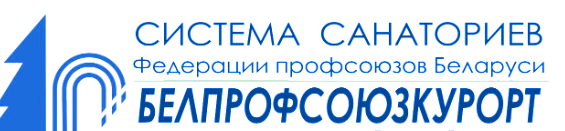 СИСТЕМА САНАТОРИЕВ
Федерации профсоюзов Беларуси
БЕЛПРОФСОЮЗКУРОРТ